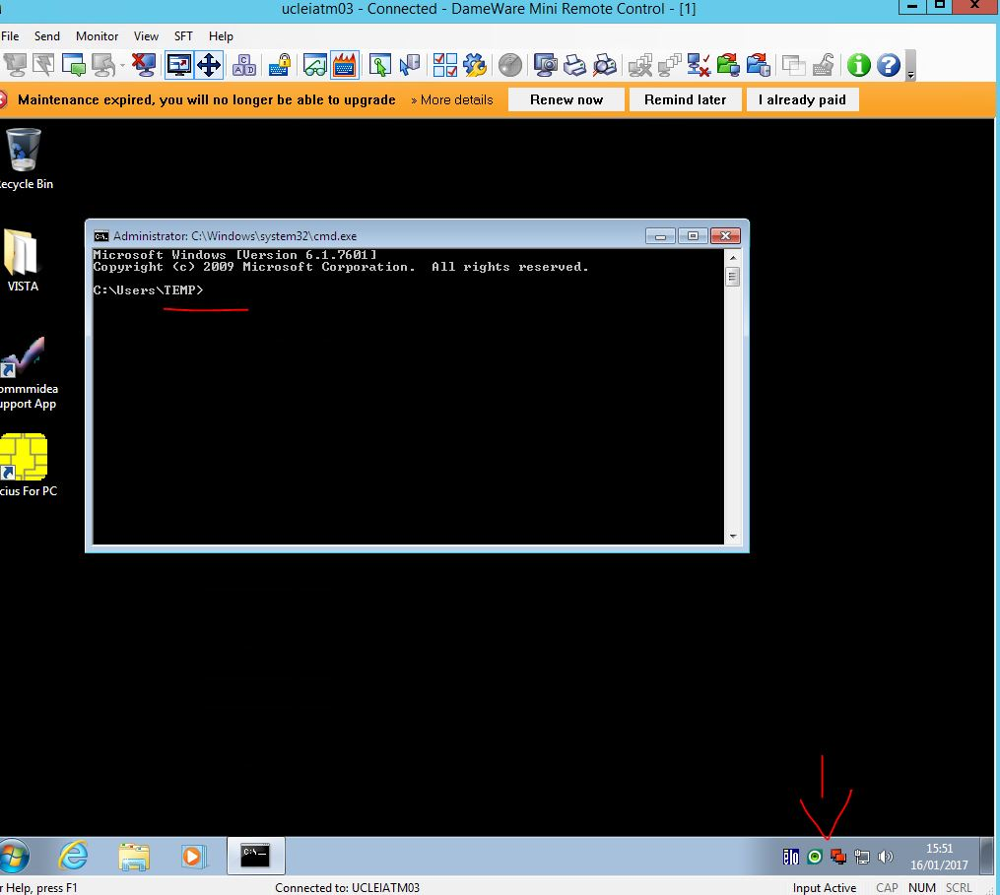 ucleiatm03 - Connected - DameWare Mini Remote Control - [1]
File Send Monitor View SFT Help
Maintenance expired, you will no longer be able to upgrade » More details Renew now Remind later I already paid
ecycle Bin
VISTA
ommmidea
upport App
cius For PC
Administrator: C:\Windows\system32\cmd.exe
Microsoft Windows [Version 6.1.7601]
Copyright (c) 2009 Microsoft Corporation. All rights reserved.
C:\Users\TEMP>
15:51
16/01/2017
r Help, press F1 Connected to: UCLEIATM03 Input Active CAP NUM SCRL